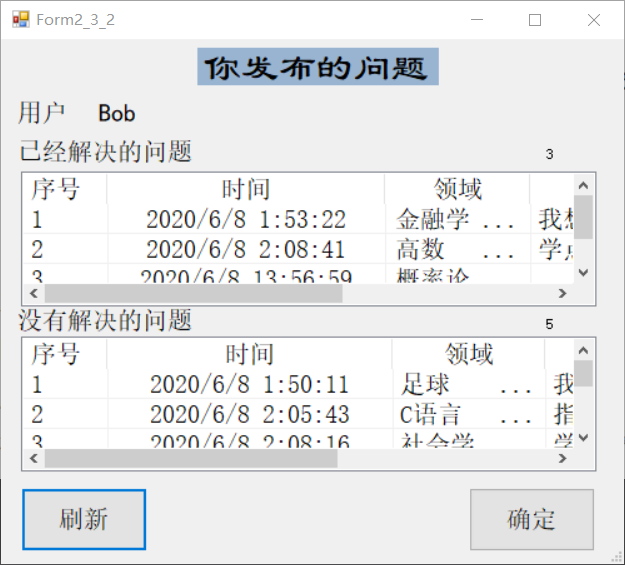 Form2_3_2
你发布的问题
用户 Bob
已经解决的问题 3
序号 时间 领域
1 2020/6/8 1:53:22 金融学 ... 我想
2 2020/6/8 2:08:41 高数 ... 学点
3 2020/6/8 13:56:59 概率论
没有解决的问题 5
序号 时间 领域
1 2020/6/8 1:50:11 足球 ... 我
2 2020/6/8 2:05:43 C语言 ... 指
3 2020/6/8 2:08:16 社会学 学
刷新 确定